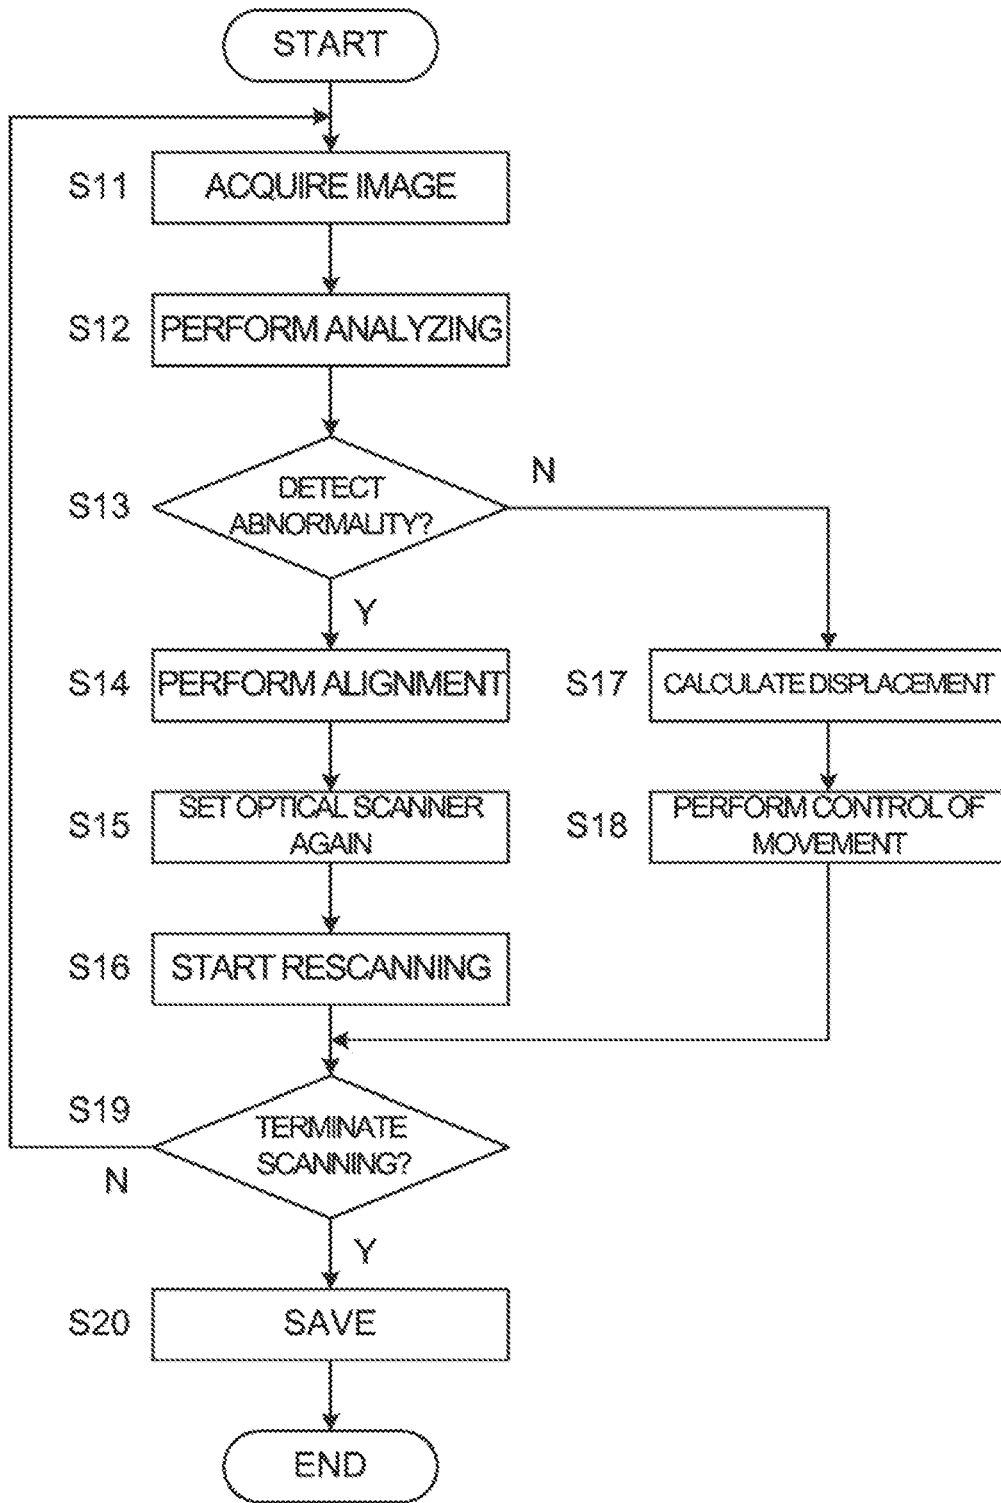 START
S11
ACQUIRE IMAGE
S12
PERFORM ANALYZING
S13
DETECT
ABNORMALITY?
N
Y
S14
PERFORM ALIGNMENT
S17
CALCULATE DISPLACEMENT
S15
SET OPTICAL SCANNER
AGAIN
S18
PERFORM CONTROL OF
MOVEMENT
S16
START RESCANNING
S19
TERMINATE
SCANNING?
N
Y
S20
SAVE
END